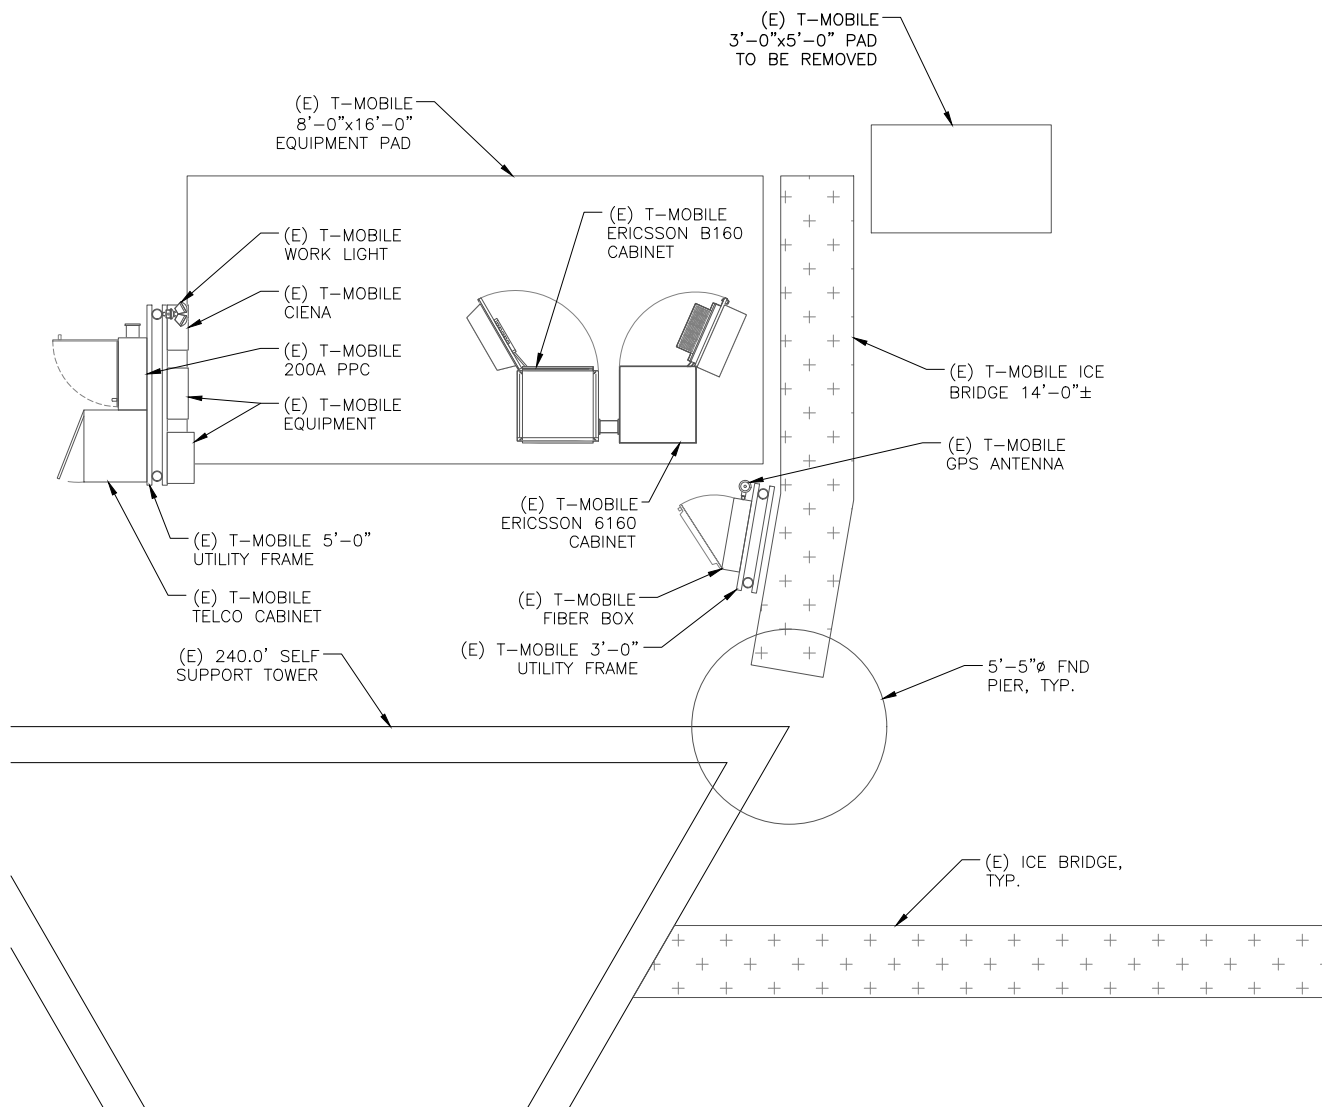 (E) T-MOBILE
3'-0"x5'-0" PAD
TO BE REMOVED
(E) T-MOBILE
8'-0"x16'-0"
EQUIPMENT PAD
(E) T-MOBILE
ERICSSON B160
CABINET
(E) T-MOBILE
WORK LIGHT
(E) T-MOBILE
CIENA
(E) T-MOBILE
200A PPC
(E) T-MOBILE
EQUIPMENT
(E) T-MOBILE ICE
BRIDGE 14'-0"±
(E) T-MOBILE
GPS ANTENNA
(E) T-MOBILE
ERICSSON 6160
CABINET
(E) T-MOBILE 5'-0"
UTILITY FRAME
(E) T-MOBILE
TELCO CABINET
(E) T-MOBILE
FIBER BOX
(E) T-MOBILE 3'-0"
UTILITY FRAME
(E) 240.0' SELF
SUPPORT TOWER
5'-5"ø FND
PIER, TYP.
(E) ICE BRIDGE,
TYP.